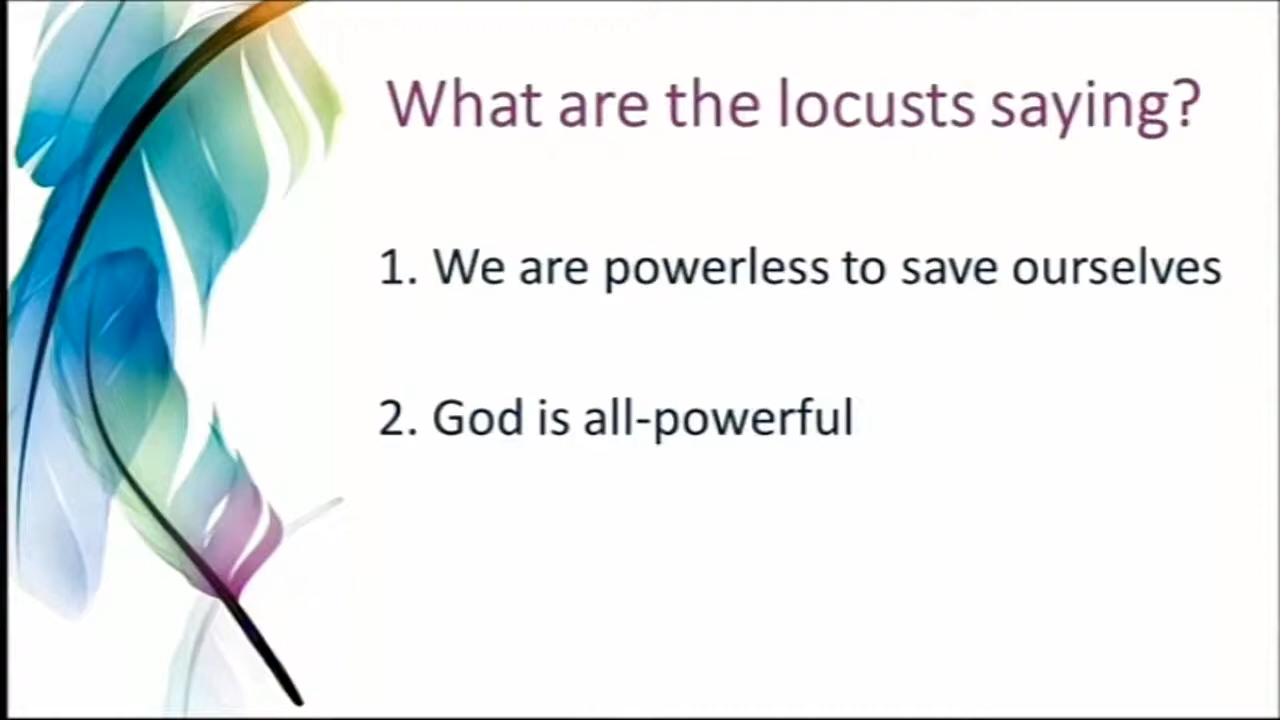 What are the locusts saying?
1. We are powerless to save ourselves
2. God is all-powerful